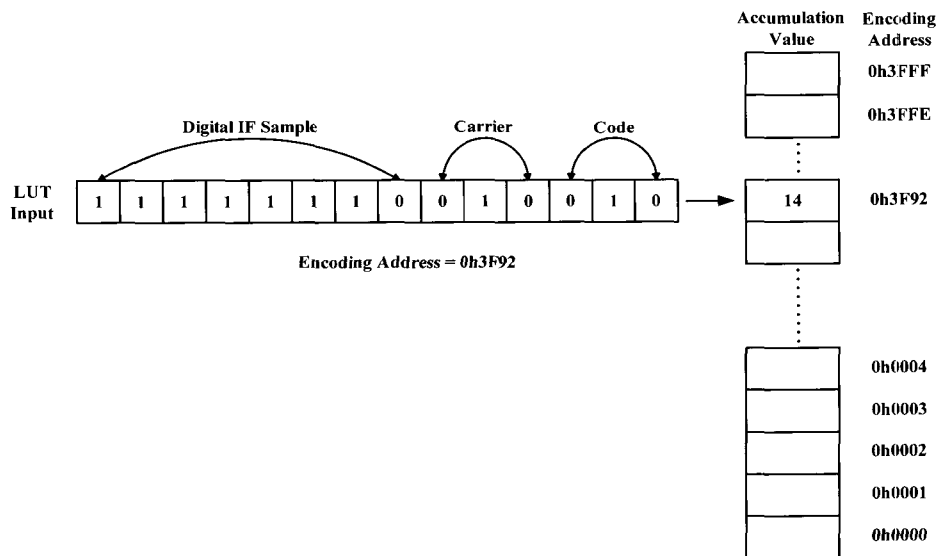 Accumulation Value
Encoding Address
0h3FFF
0h3FFE
Digital IF Sample
Carrier
Code
LUT Input
1 1 1 1 1 1 1 0 0 1 0 0 1 0
14
0h3F92
Encoding Address = 0h3F92
0h0004
0h0003
0h0002
0h0001
0h0000